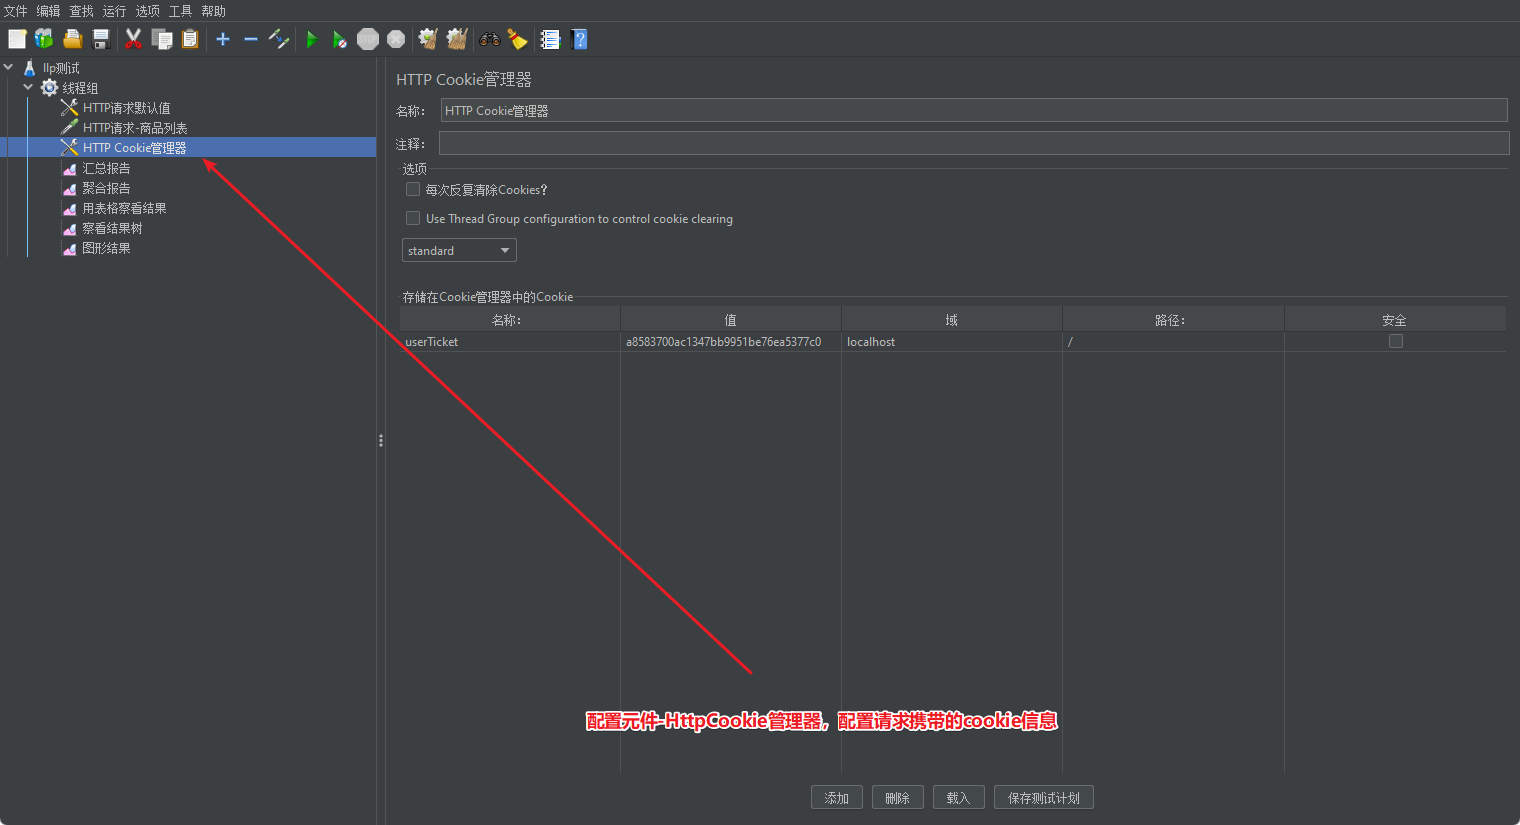 文件 编辑 查找 运行 选项 工具 帮助
llp测试
线程组
HTTP请求默认值
HTTP请求-商品列表
HTTP Cookie管理器
汇总报告
聚合报告
用表格察看结果
察看结果树
图形结果
HTTP Cookie管理器
名称： HTTP Cookie管理器
注释：
选项
每次反复清除Cookies?
Use Thread Group configuration to control cookie clearing
standard
存储在Cookie管理器中的Cookie
名称： 值 域 路径： 安全
userTicket a8583700ac1347bb9951be76ea5377c0 localhost /
配置元件-HttpCookie管理器，配置请求携带的cookie信息
添加 删除 载入 保存测试计划